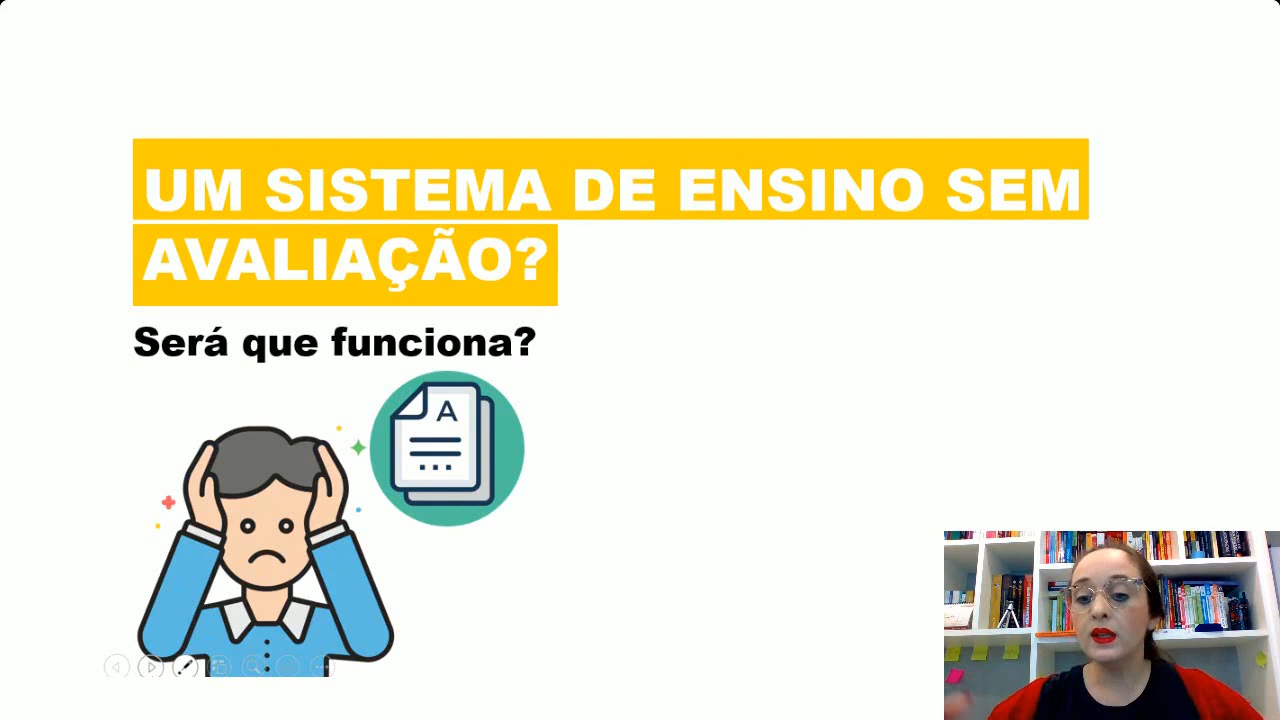 UM SISTEMA DE ENSINO SEM
AVALIAÇÃO?
Será que funciona?
A